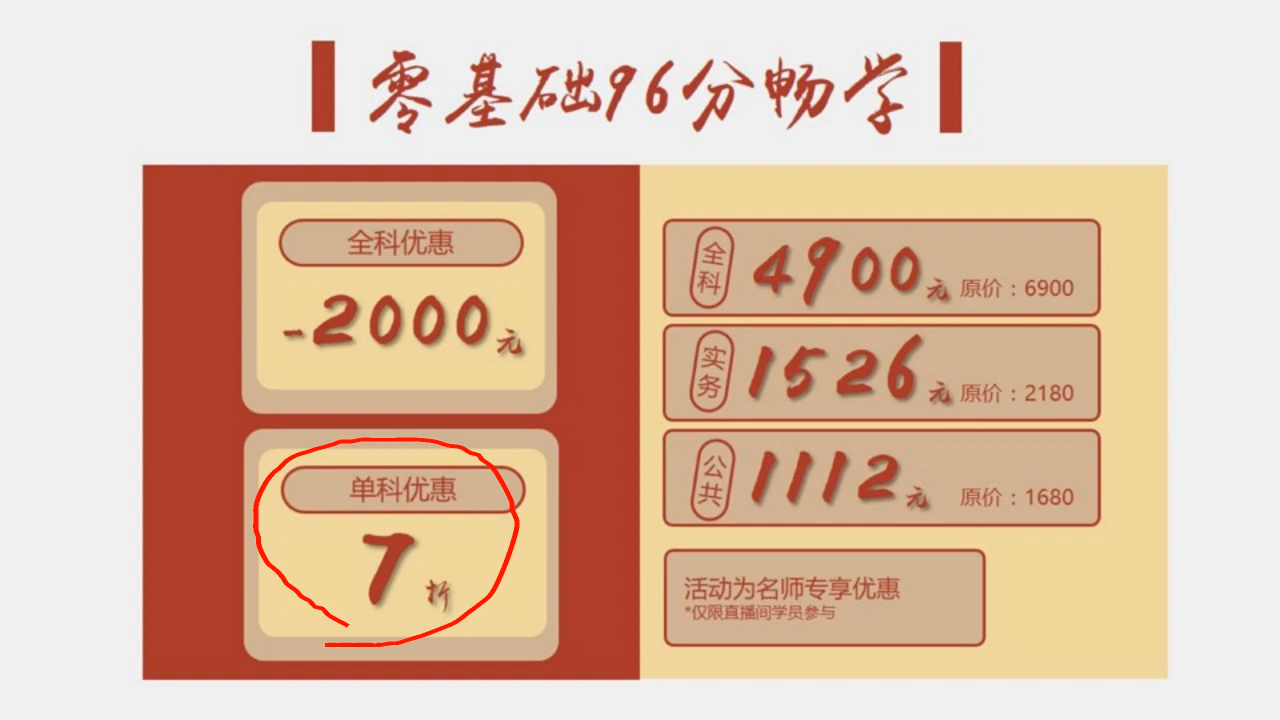 零基础96分畅学
全科优惠
-2000元
单科优惠
7折
全科 4900元 原价：6900
实务 1526元 原价：2180
公共 1112元 原价：1680
活动为名师专享优惠
*仅限直播间学员参与